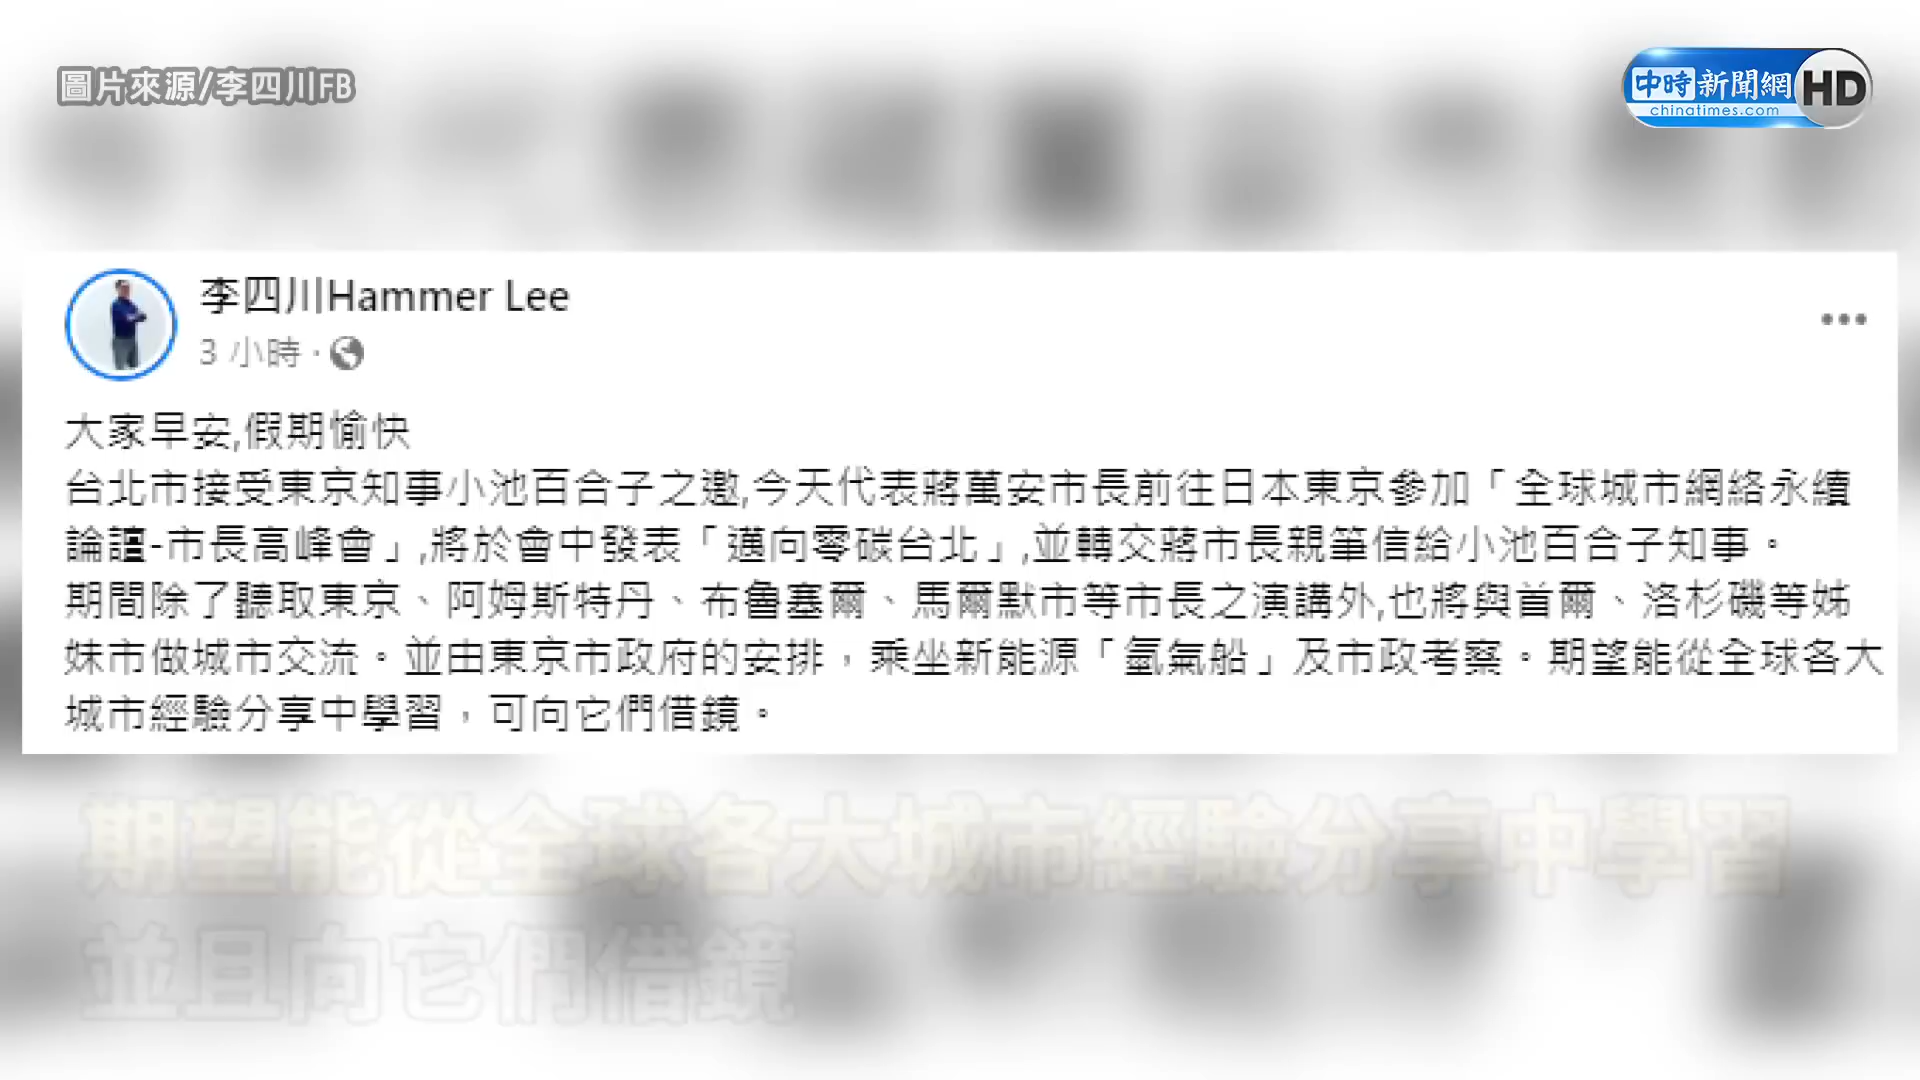 圖片來源/李四川FB
中時新聞網HD
chinatimes.com
李四川Hammer Lee
3 小時 ·
大家早安,假期愉快
台北市接受東京知事小池百合子之邀,今天代表蔣萬安市長前往日本東京參加「全球城市網絡永續
論譠-市長高峰會」,將於會中發表「邁向零碳台北」,並轉交蔣市長親筆信給小池百合子知事。
期間除了聽取東京、阿姆斯特丹、布魯塞爾、馬爾默市等市長之演講外,也將與首爾、洛杉磯等姊
妹市做城市交流。並由東京市政府的安排，乘坐新能源「氫氣船」及市政考察。期望能從全球各大
城市經驗分享中學習，可向它們借鏡。
期望能從全球各大城市經驗分享中學習
並且向它們借鏡